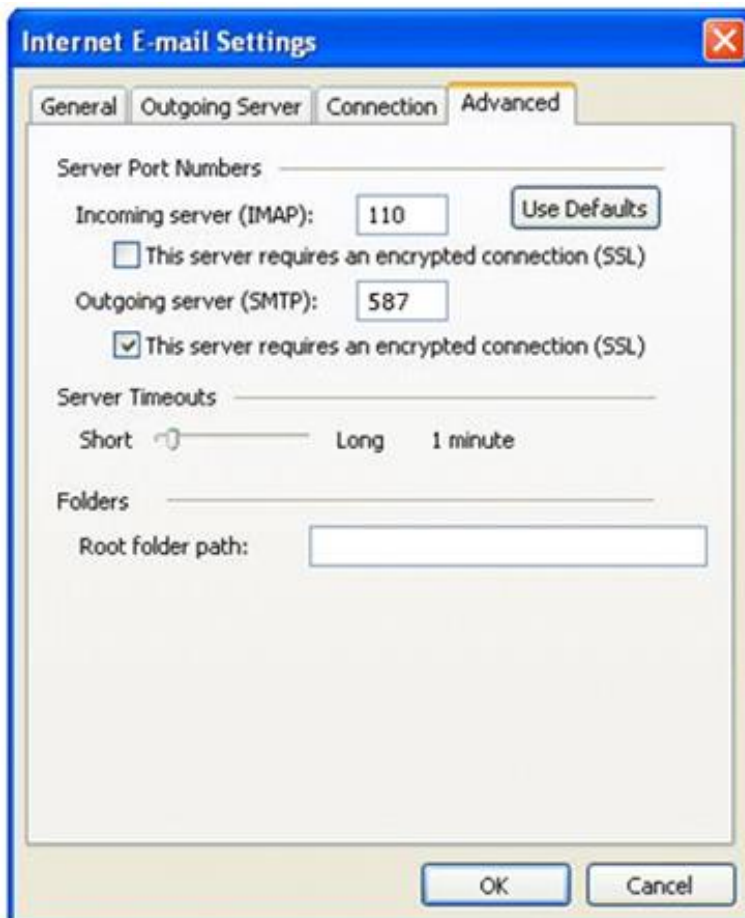 Internet E-mail Settings
General Outgoing Server Connection Advanced
Server Port Numbers
Incoming server (IMAP): 110 Use Defaults
This server requires an encrypted connection (SSL)
Outgoing server (SMTP): 587
This server requires an encrypted connection (SSL)
Server Timeouts
Short Long 1 minute
Folders
Root folder path:
OK Cancel